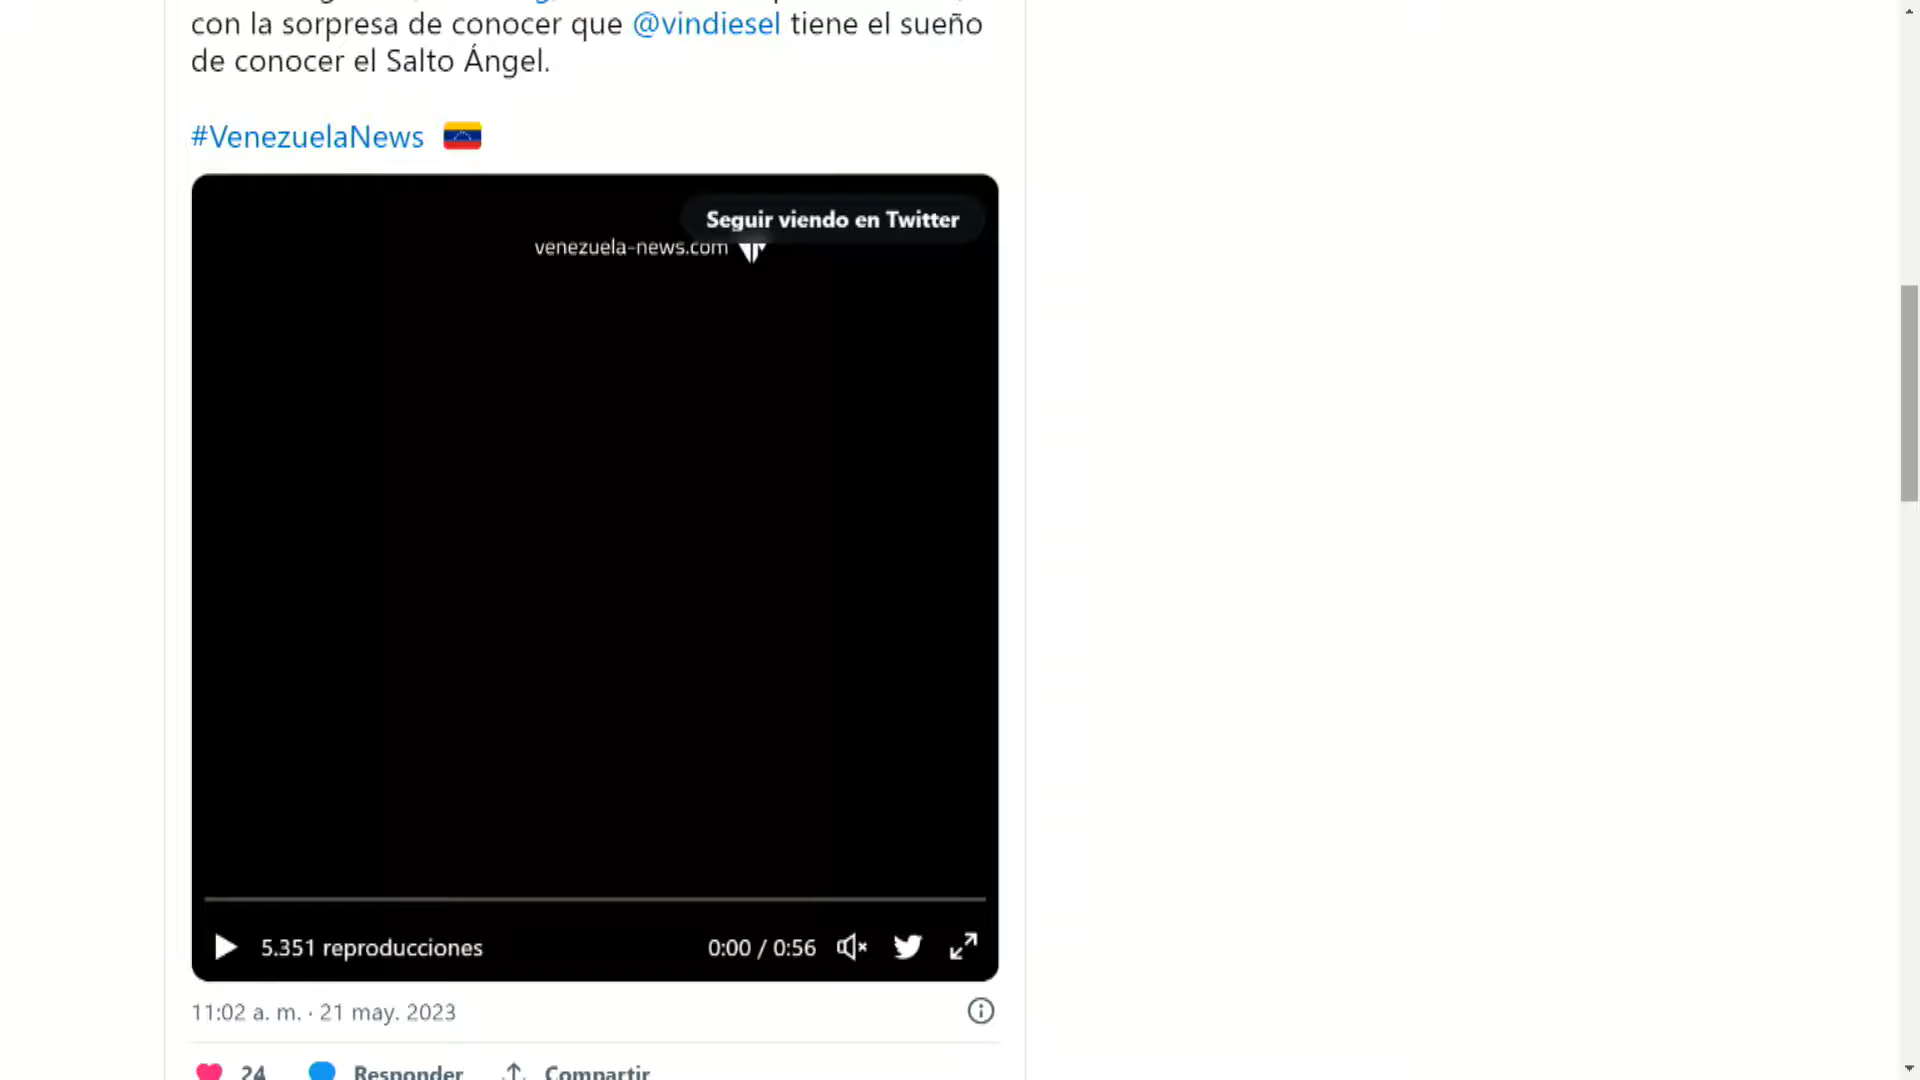 con la sorpresa de conocer que @vindiesel tiene el sueño
de conocer el Salto Ángel.
#VenezuelaNews
Seguir viendo en Twitter
venezuela-news.com
5.351 reproducciones
0:00 / 0:56
11:02 a. m. · 21 may. 2023
24 Responder Compartir